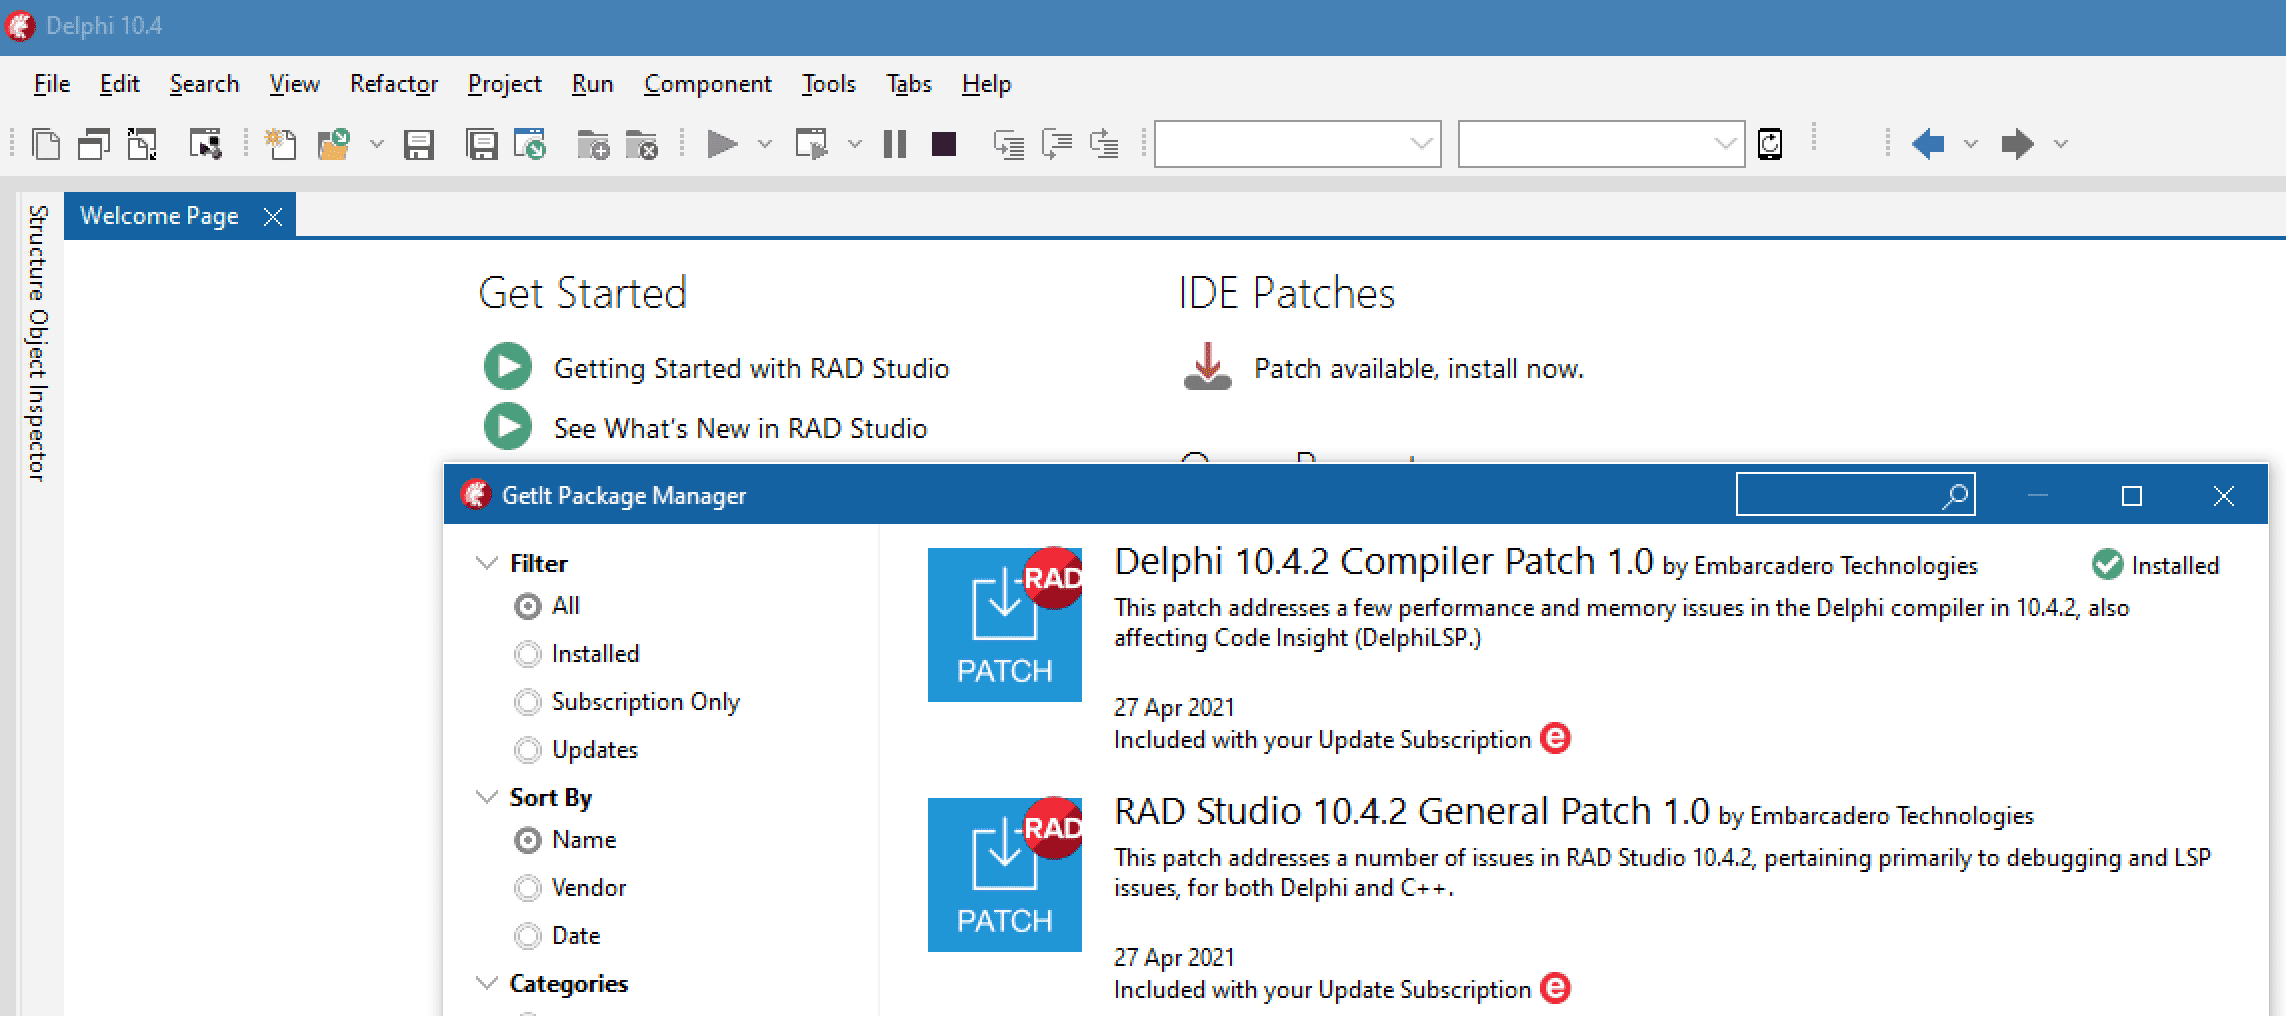 Delphi 10.4
File Edit Search View Refactor Project Run Component Tools Tabs Help
Structure Object Inspector
Welcome Page
Get Started
Getting Started with RAD Studio
See What's New in RAD Studio
IDE Patches
Patch available, install now.
GetIt Package Manager
Filter
All
Installed
Subscription Only
Updates
Sort By
Name
Vendor
Date
Categories
RAD
PATCH
Delphi 10.4.2 Compiler Patch 1.0 by Embarcadero Technologies
Installed
This patch addresses a few performance and memory issues in the Delphi compiler in 10.4.2, also
affecting Code Insight (DelphiLSP.)
27 Apr 2021
Included with your Update Subscription e
RAD
PATCH
RAD Studio 10.4.2 General Patch 1.0 by Embarcadero Technologies
This patch addresses a number of issues in RAD Studio 10.4.2, pertaining primarily to debugging and LSP
issues, for both Delphi and C++.
27 Apr 2021
Included with your Update Subscription e